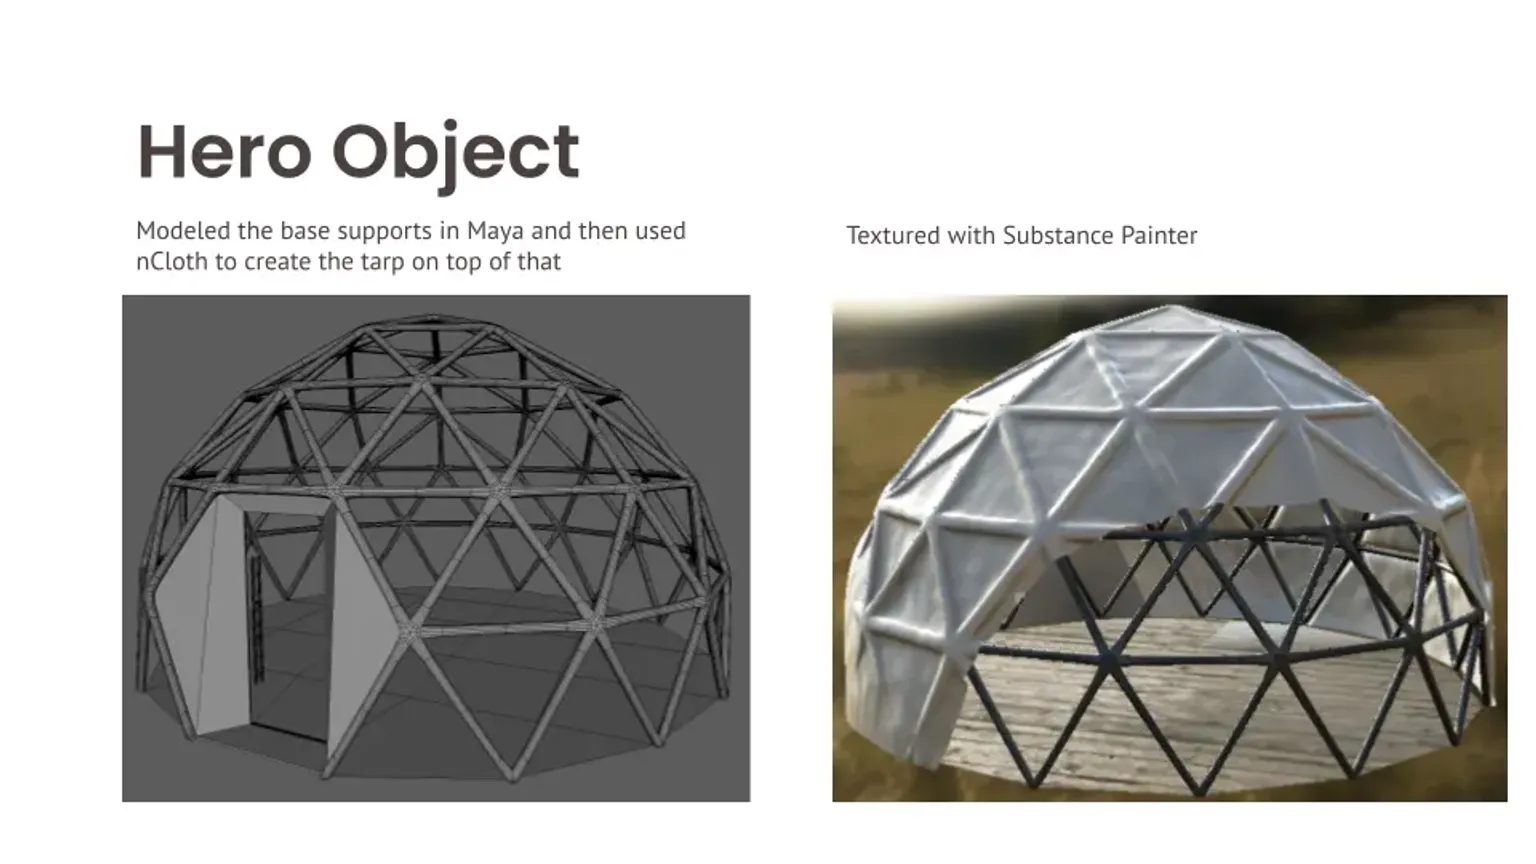 Hero Object
Modeled the base supports in Maya and then used
nCloth to create the tarp on top of that
Textured with Substance Painter